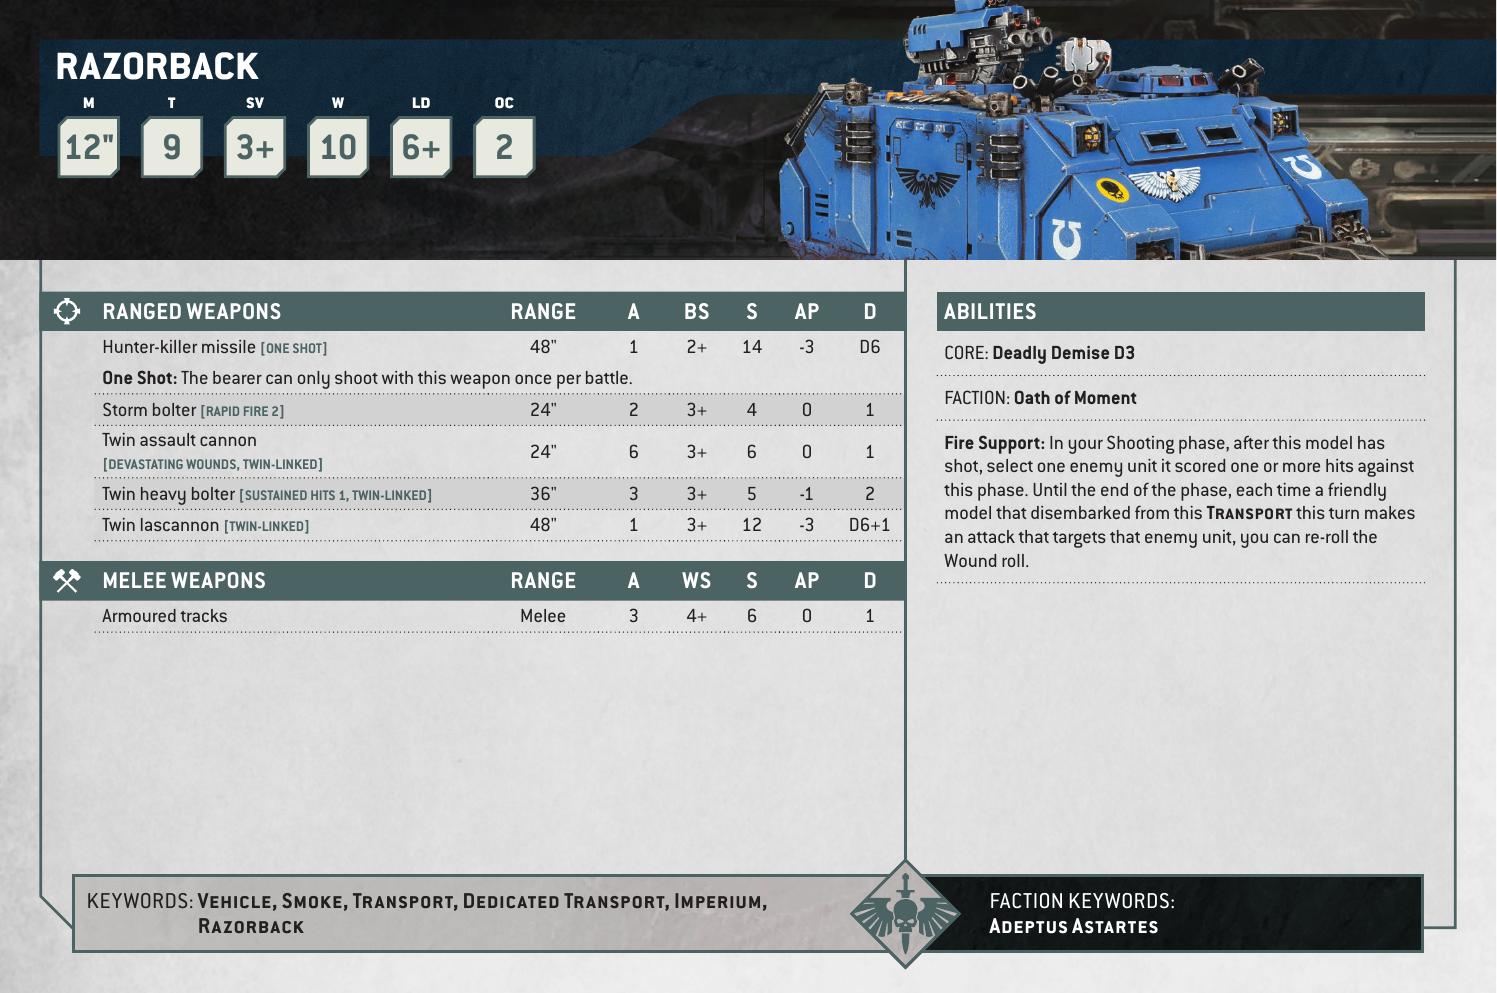 RAZORBACK
M T SV W LD OC
12" 9 3+ 10 6+ 2
RANGED WEAPONS RANGE A BS S AP D
Hunter-killer missile [ONE SHOT] 48" 1 2+ 14 -3 D6
One Shot: The bearer can only shoot with this weapon once per battle.
Storm bolter [RAPID FIRE 2] 24" 2 3+ 4 0 1
Twin assault cannon
[DEVASTATING WOUNDS, TWIN-LINKED] 24" 6 3+ 6 0 1
Twin heavy bolter [SUSTAINED HITS 1, TWIN-LINKED] 36" 3 3+ 5 -1 2
Twin lascannon [TWIN-LINKED] 48" 1 3+ 12 -3 D6+1
MELEE WEAPONS RANGE A WS S AP D
Armoured tracks Melee 3 4+ 6 0 1
ABILITIES
CORE: Deadly Demise D3
FACTION: Oath of Moment
Fire Support: In your Shooting phase, after this model has
shot, select one enemy unit it scored one or more hits against
this phase. Until the end of the phase, each time a friendly
model that disembarked from this TRANSPORT this turn makes
an attack that targets that enemy unit, you can re-roll the
Wound roll.
KEYWORDS: VEHICLE, SMOKE, TRANSPORT, DEDICATED TRANSPORT, IMPERIUM,
RAZORBACK
FACTION KEYWORDS:
ADEPTUS ASTARTES